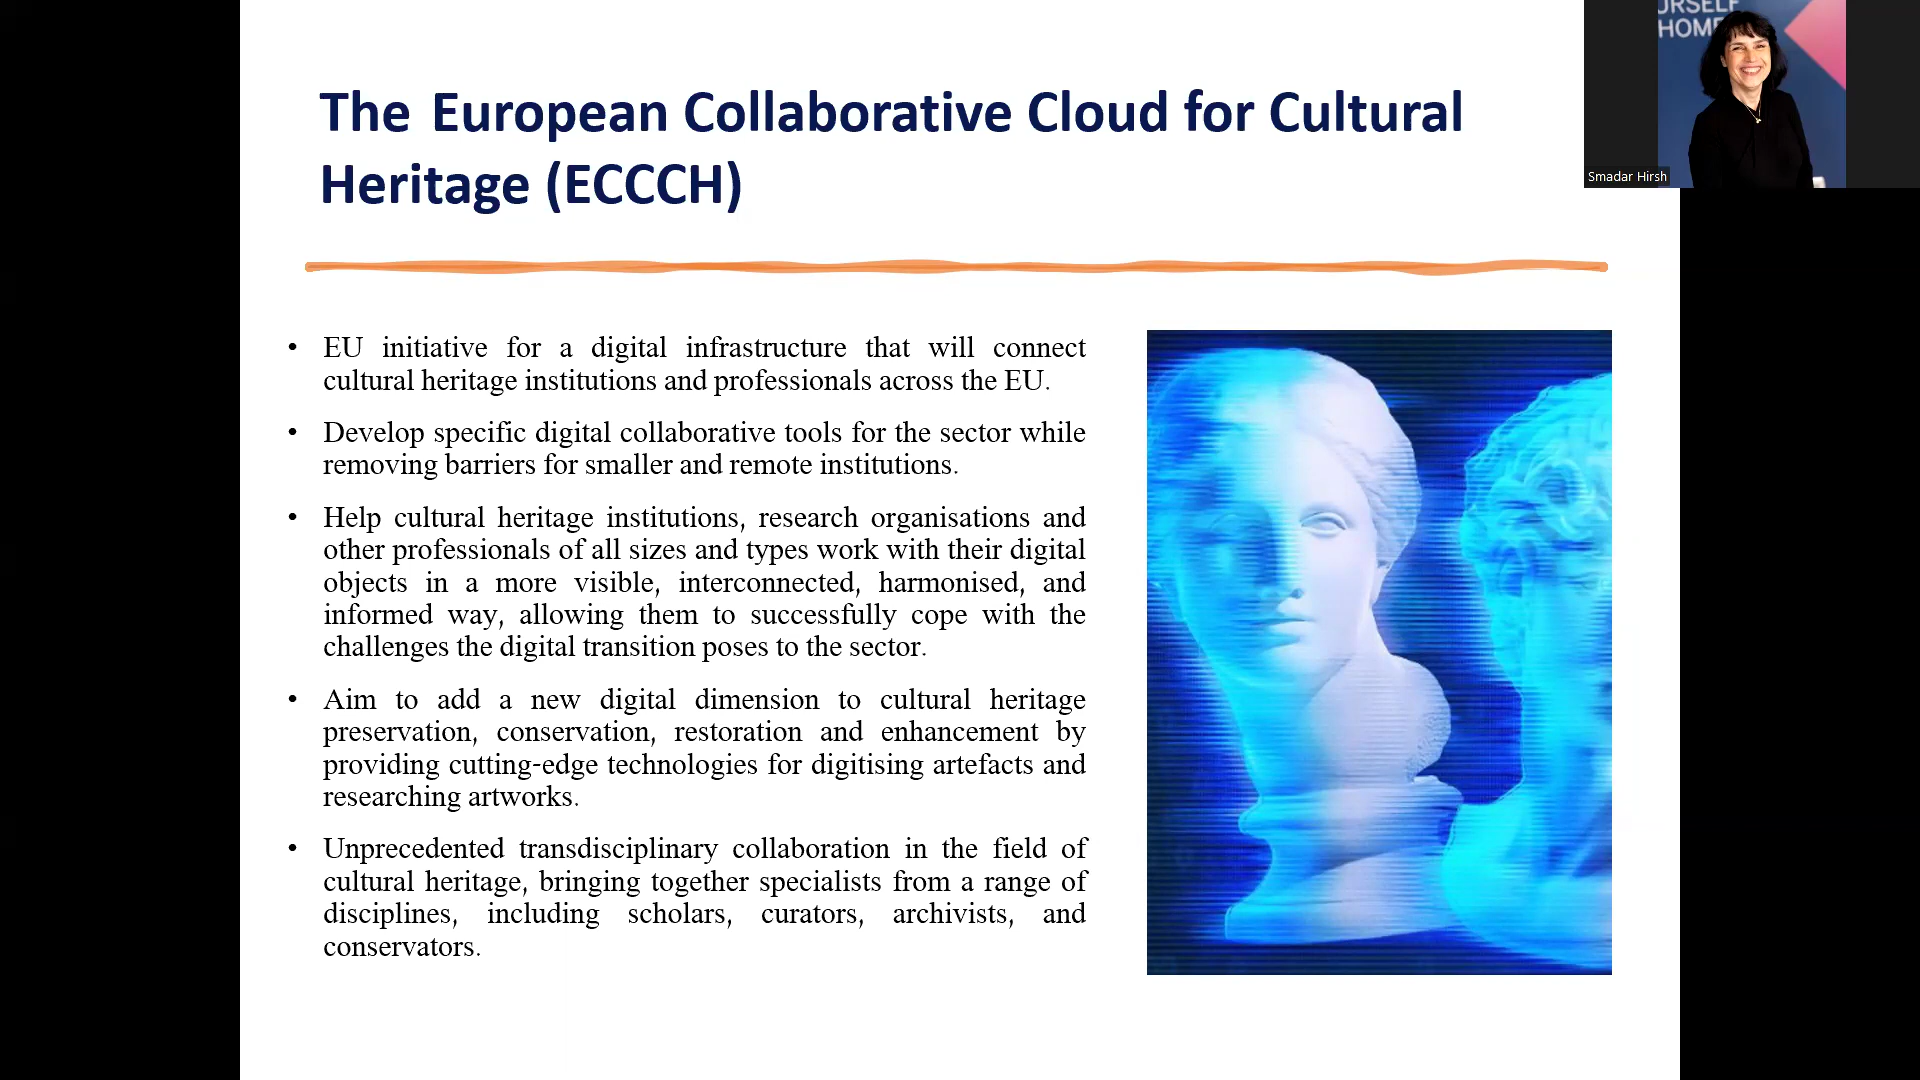 The European Collaborative Cloud for Cultural
Heritage (ECCCH)
• EU initiative for a digital infrastructure that will connect
cultural heritage institutions and professionals across the EU.
• Develop specific digital collaborative tools for the sector while
removing barriers for smaller and remote institutions.
• Help cultural heritage institutions, research organisations and
other professionals of all sizes and types work with their digital
objects in a more visible, interconnected, harmonised, and
informed way, allowing them to successfully cope with the
challenges the digital transition poses to the sector.
• Aim to add a new digital dimension to cultural heritage
preservation, conservation, restoration and enhancement by
providing cutting-edge technologies for digitising artefacts and
researching artworks.
• Unprecedented transdisciplinary collaboration in the field of
cultural heritage, bringing together specialists from a range of
disciplines, including scholars, curators, archivists, and
conservators.
URSELF
HOME
Smadar Hirsh